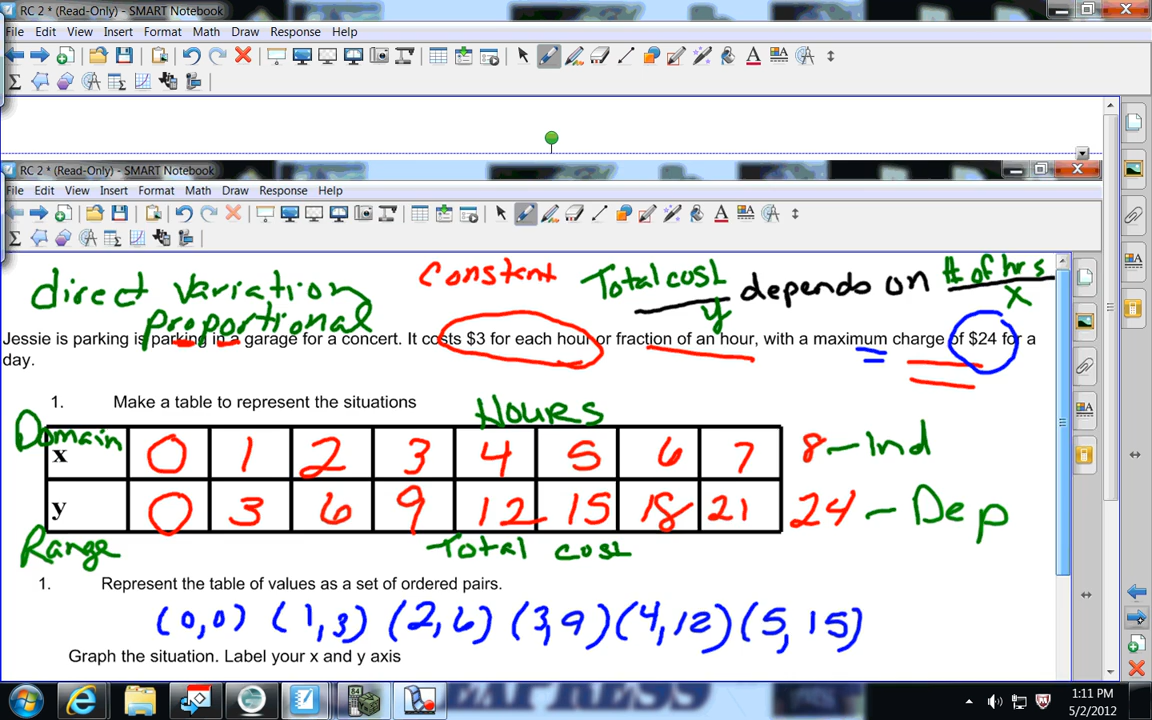 RC 2 * (Read-Only) - SMART Notebook
File Edit View Insert Format Math Draw Response Help
RC 2 * (Read-Only) - SMART Notebook
File Edit View Insert Format Math Draw Response Help
direct variation
proportional
Constant
Total cost depends on # of hrs
y x
Jessie is parking is parking in a garage for a concert. It costs $3 for each hour or fraction of an hour, with a maximum charge of $24 for a
day.
1. Make a table to represent the situations
Hours
Domain
x 0 1 2 3 4 5 6 7 8 - Ind
y 0 3 6 9 12 15 18 21 24 - Dep
Range Total cost
1. Represent the table of values as a set of ordered pairs.
(0,0) (1,3) (2,6) (3,9) (4,12) (5,15)
Graph the situation. Label your x and y axis
EXPRESS
1:11 PM
5/2/2012